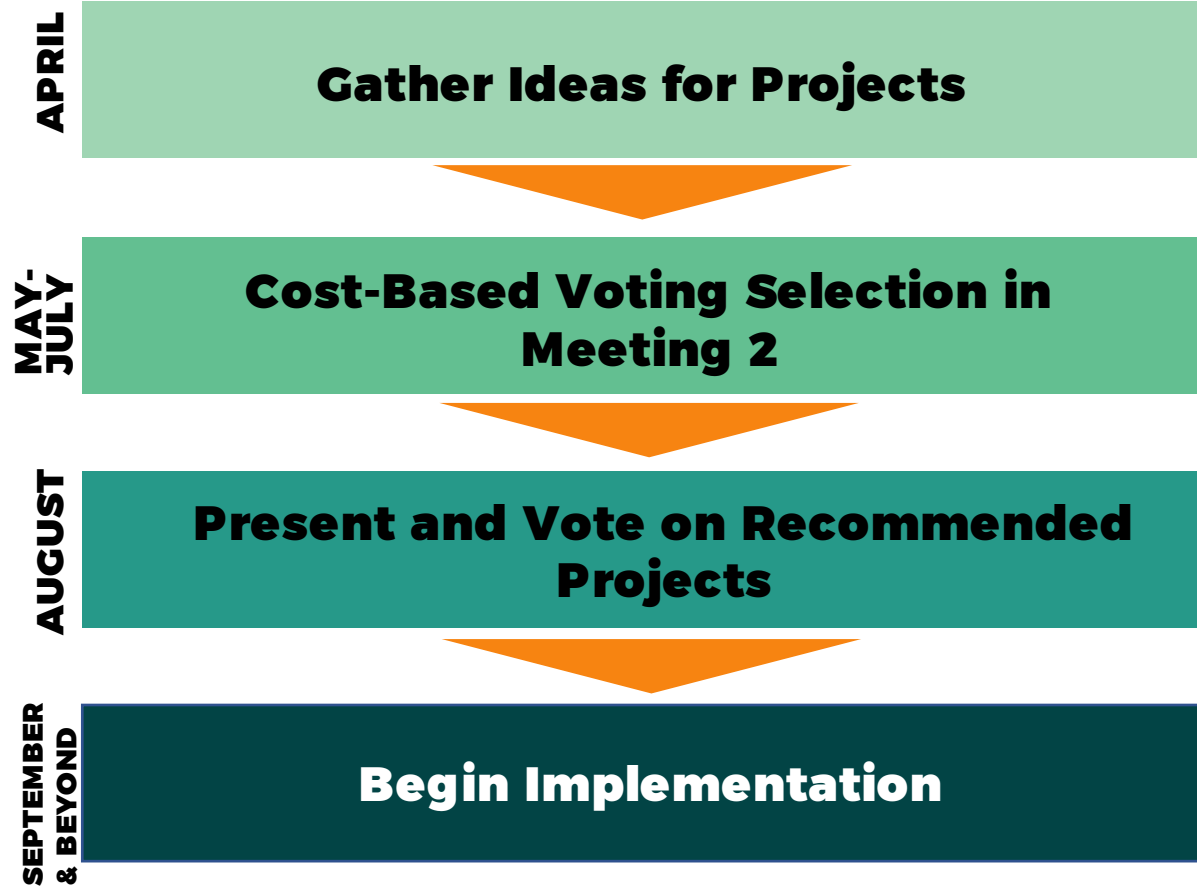 APRIL
Gather Ideas for Projects
MAY-
JULY
Cost-Based Voting Selection in
Meeting 2
AUGUST
Present and Vote on Recommended
Projects
SEPTEMBER
& BEYOND
Begin Implementation